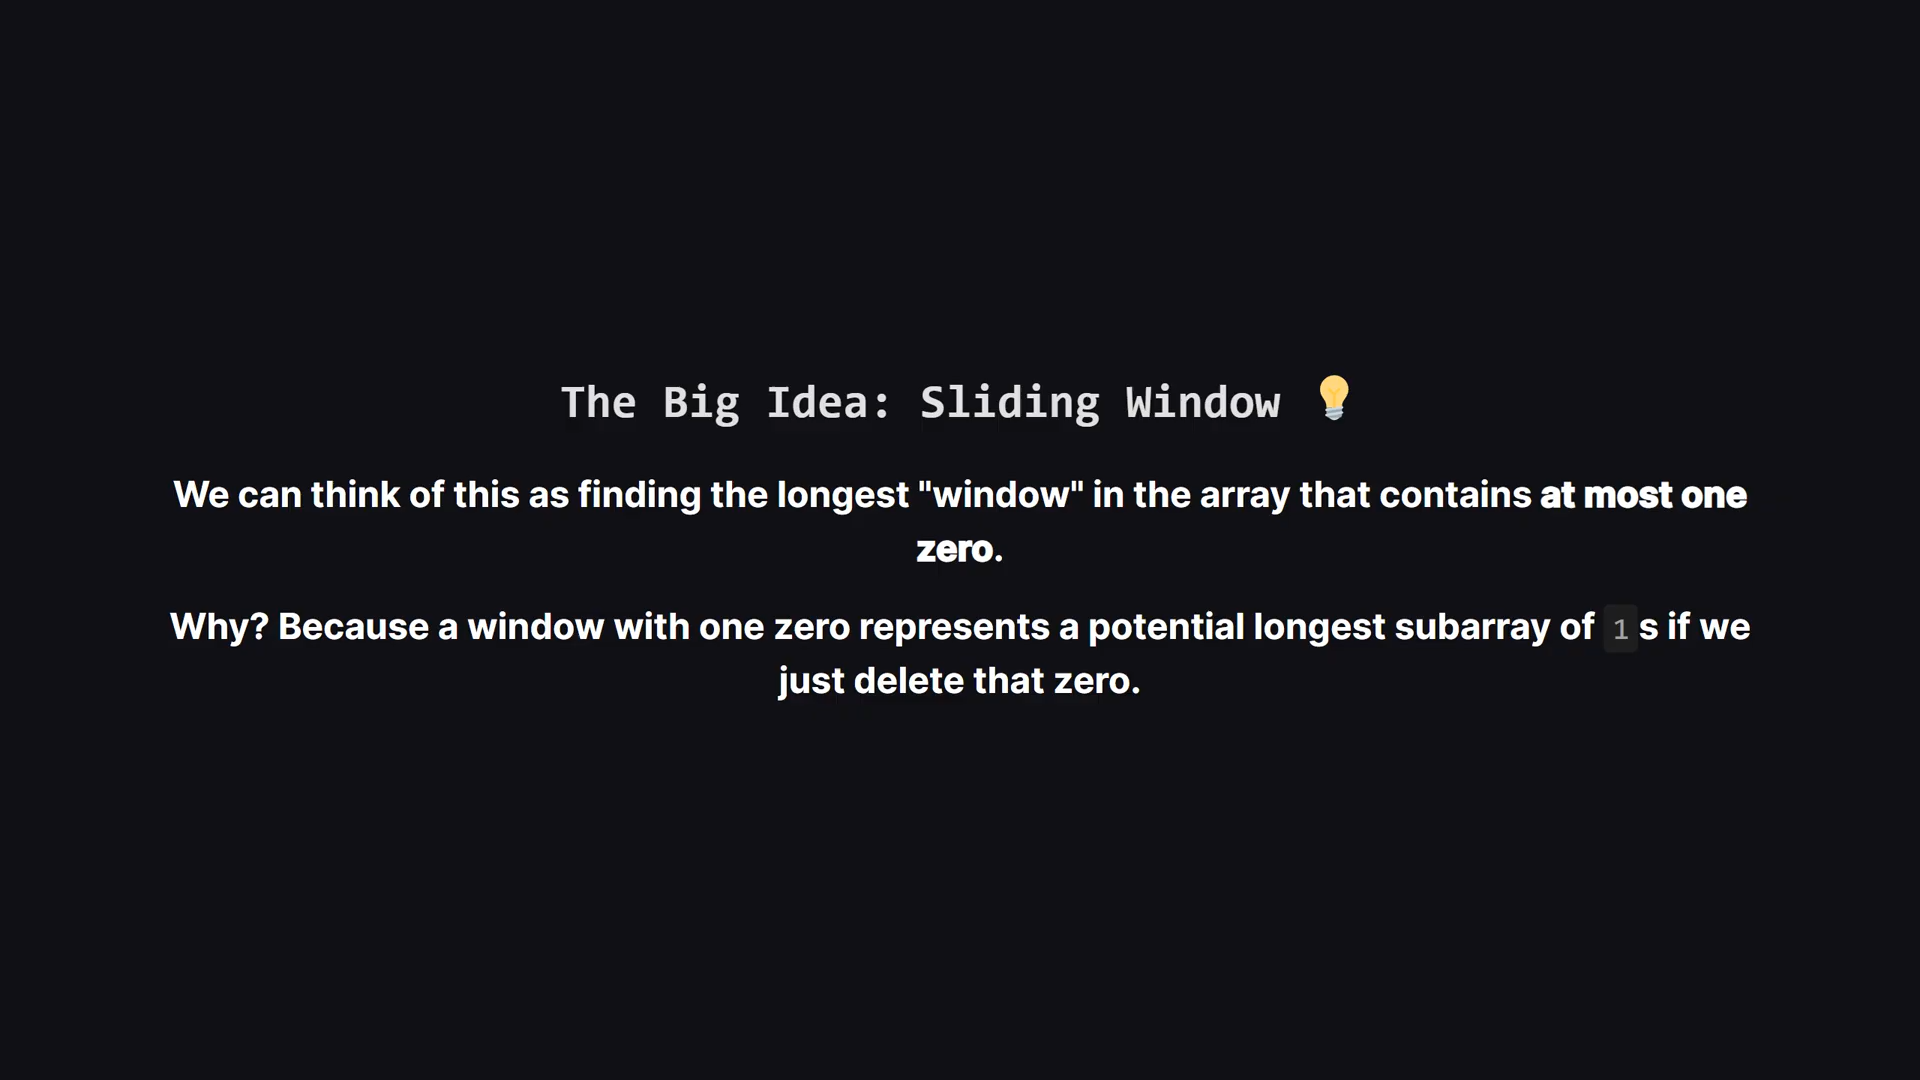 The Big Idea: Sliding Window 💡
We can think of this as finding the longest "window" in the array that contains at most one
zero.
Why? Because a window with one zero represents a potential longest subarray of 1s if we
just delete that zero.